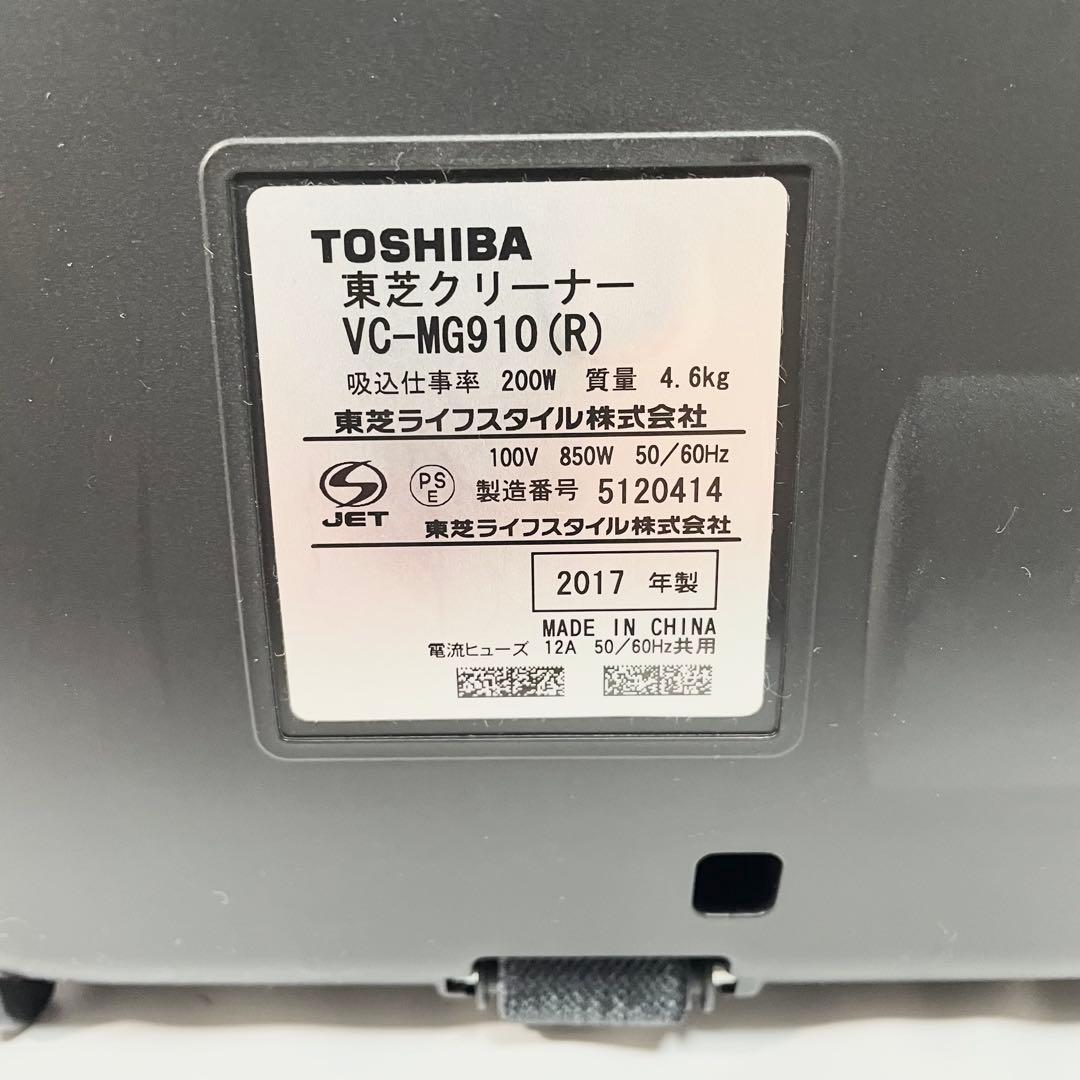 TOSHIBA
東芝クリーナー
VC-MG910(R)
吸込仕事率 200W 質量 4.6kg
東芝ライフスタイル株式会社
100V 850W 50/60Hz
JET PSE 製造番号 5120414
東芝ライフスタイル株式会社
2017 年製
MADE IN CHINA
電流ヒューズ 12A 50/60Hz共用